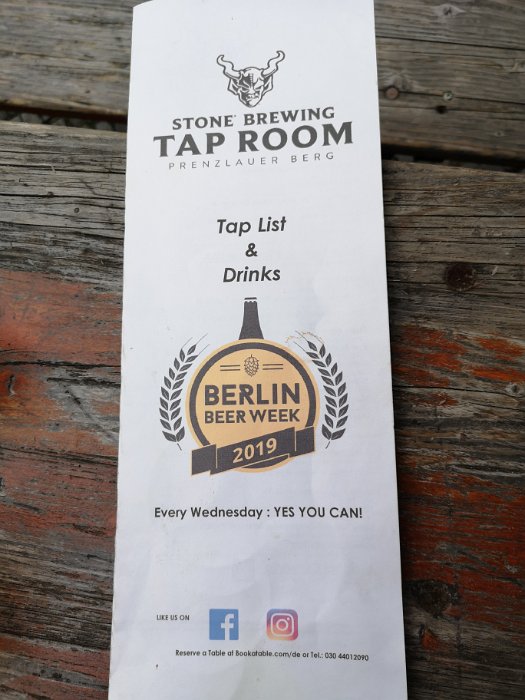 STONE® BREWING
TAP ROOM
PRENZLAUER BERG
Tap List
&
Drinks
BERLIN
BEER WEEK
2019
Every Wednesday : YES YOU CAN!
LIKE US ON
Reserve a Table at Bookatable.com/de or Tel.: 030 44012090